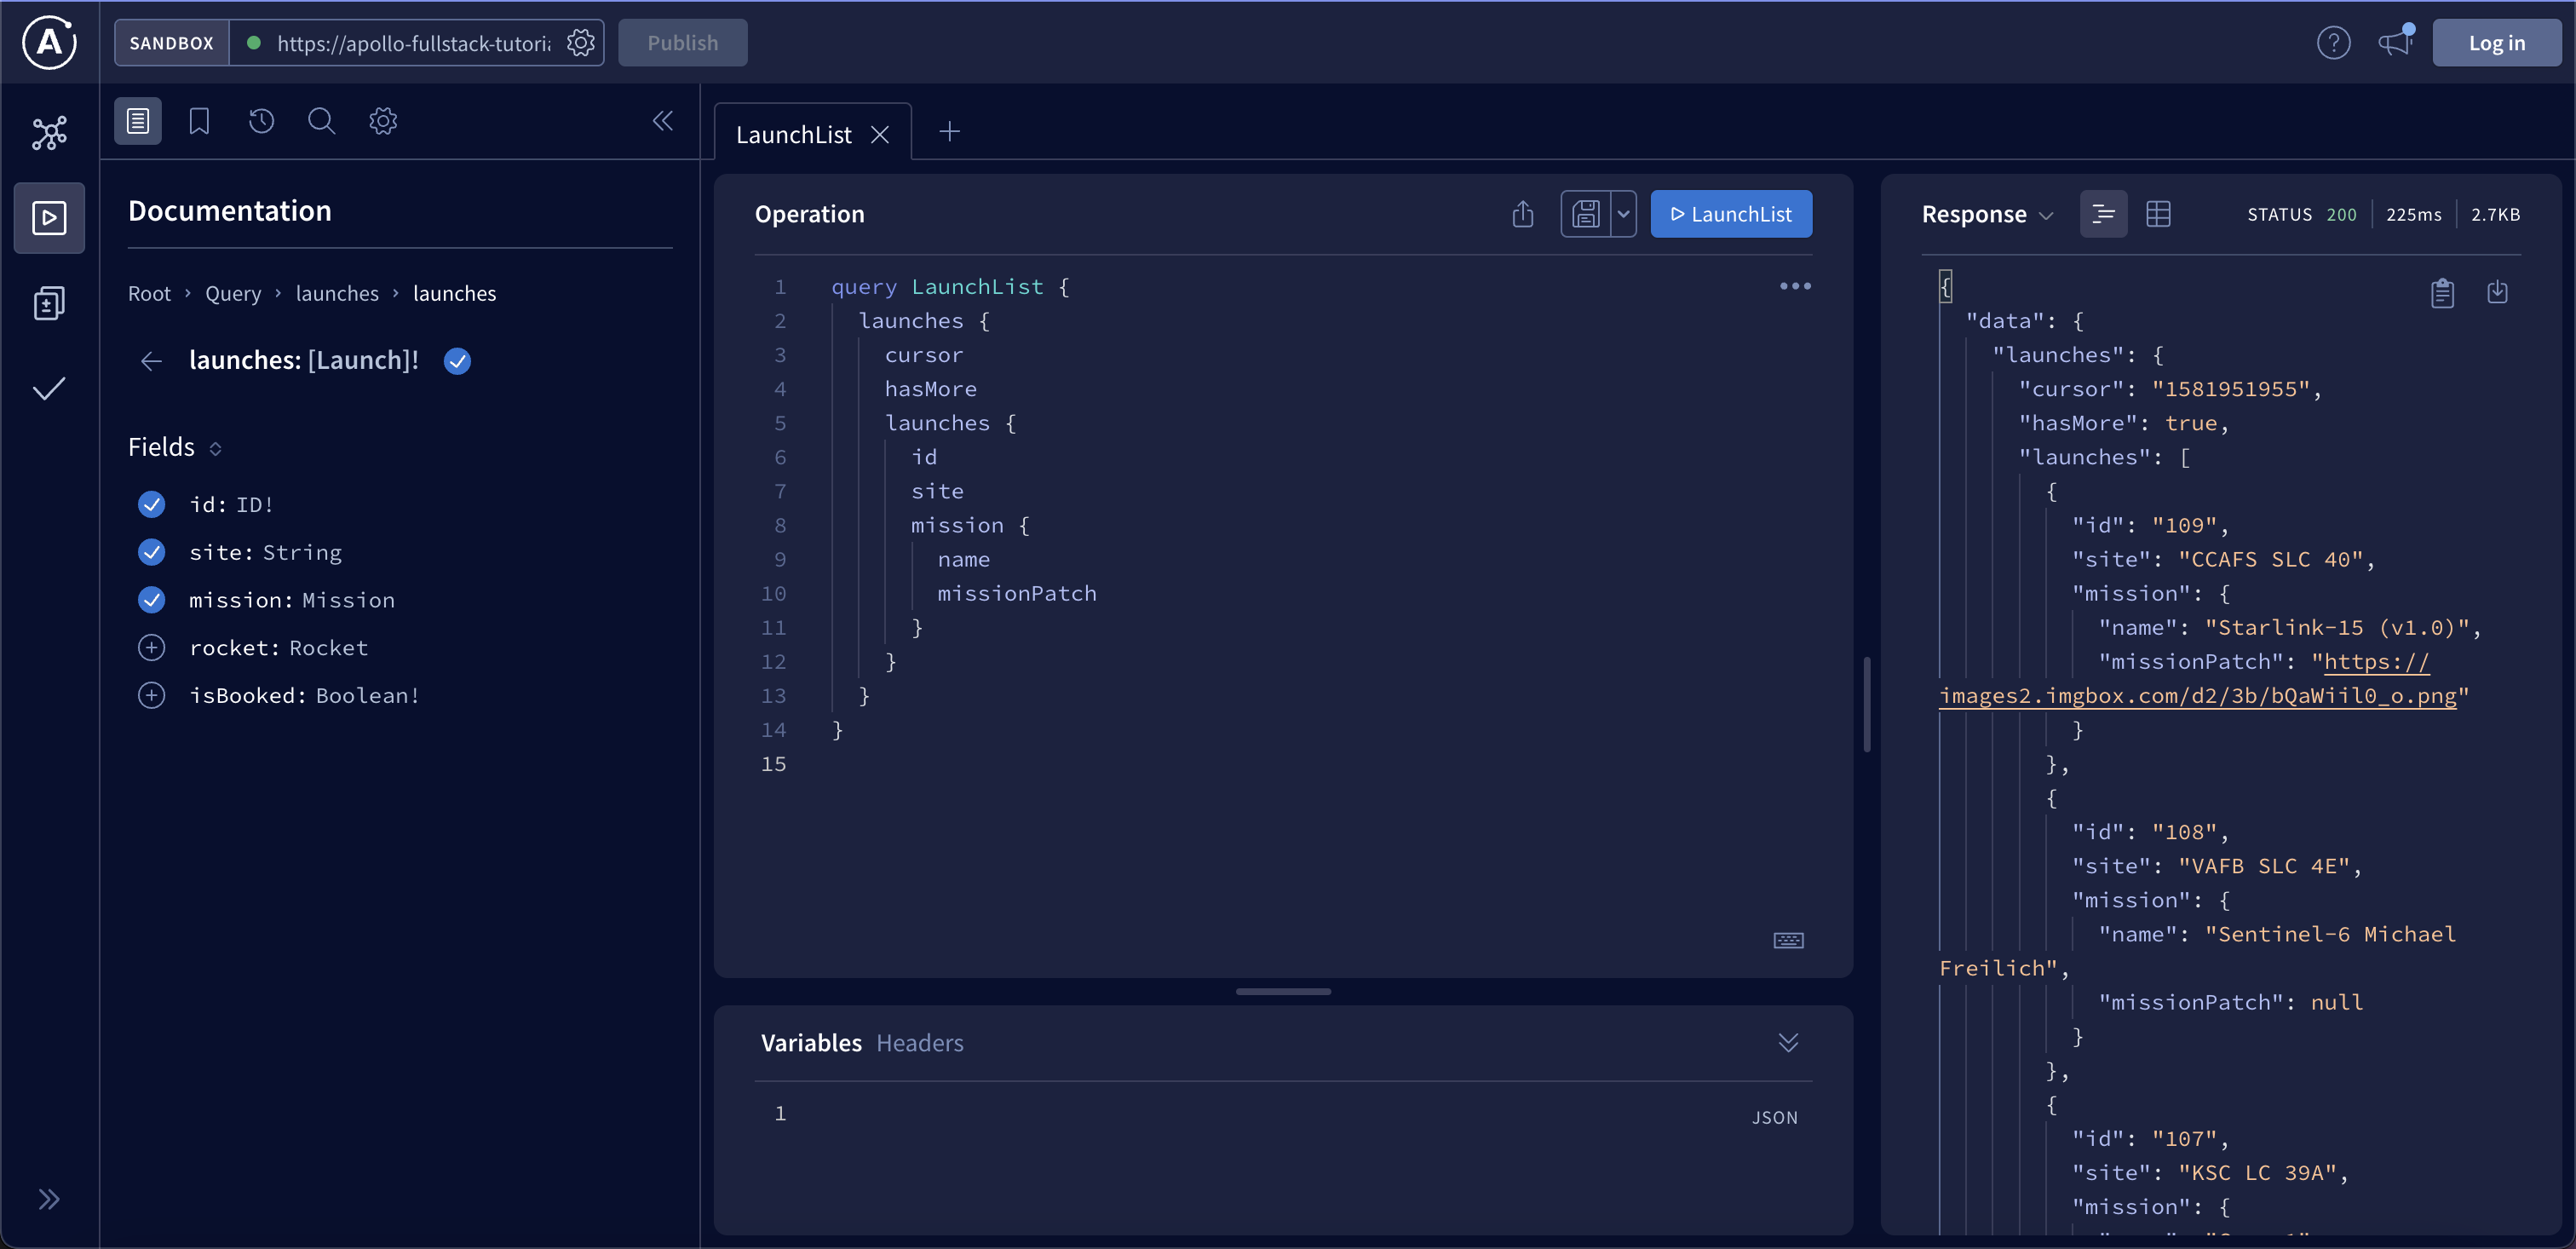 SANDBOX
https://apollo-fullstack-tutori
Publish
Log in
Documentation
Root › Query › launches › launches
launches: [Launch]!
Fields
id: ID!
site: String
mission: Mission
rocket: Rocket
isBooked: Boolean!
LaunchList
Operation
LaunchList
1 query LaunchList {
2 launches {
3 cursor
4 hasMore
5 launches {
6 id
7 site
8 mission {
9 name
10 missionPatch
11 }
12 }
13 }
14 }
15
Variables Headers
1
JSON
Response
STATUS 200 225ms 2.7KB
{
"data": {
"launches": {
"cursor": "1581951955",
"hasMore": true,
"launches": [
{
"id": "109",
"site": "CCAFS SLC 40",
"mission": {
"name": "Starlink-15 (v1.0)",
"missionPatch": "https://
images2.imgbox.com/d2/3b/bQaWiil0_o.png"
}
},
{
"id": "108",
"site": "VAFB SLC 4E",
"mission": {
"name": "Sentinel-6 Michael
Freilich",
"missionPatch": null
}
},
{
"id": "107",
"site": "KSC LC 39A",
"mission": {